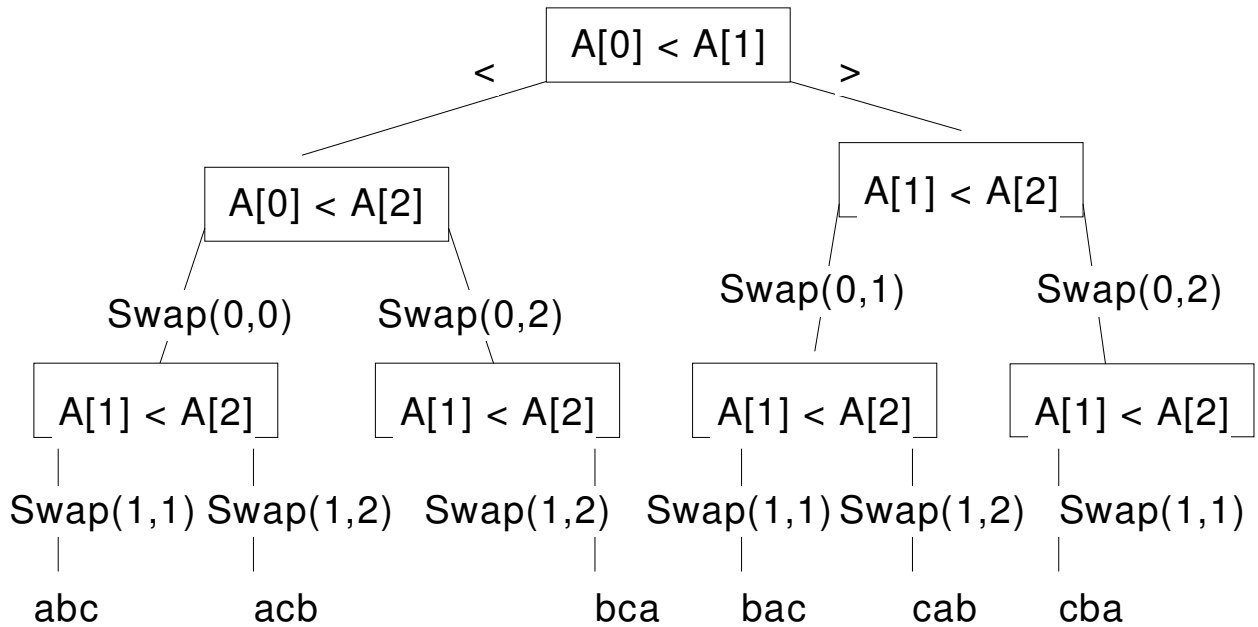 A[0] < A[1]
< >
A[0] < A[2] A[1] < A[2]
Swap(0,0) Swap(0,2) Swap(0,1) Swap(0,2)
A[1] < A[2] A[1] < A[2] A[1] < A[2] A[1] < A[2]
Swap(1,1) Swap(1,2) Swap(1,2) Swap(1,1) Swap(1,2) Swap(1,1)
abc acb bca bac cab cba